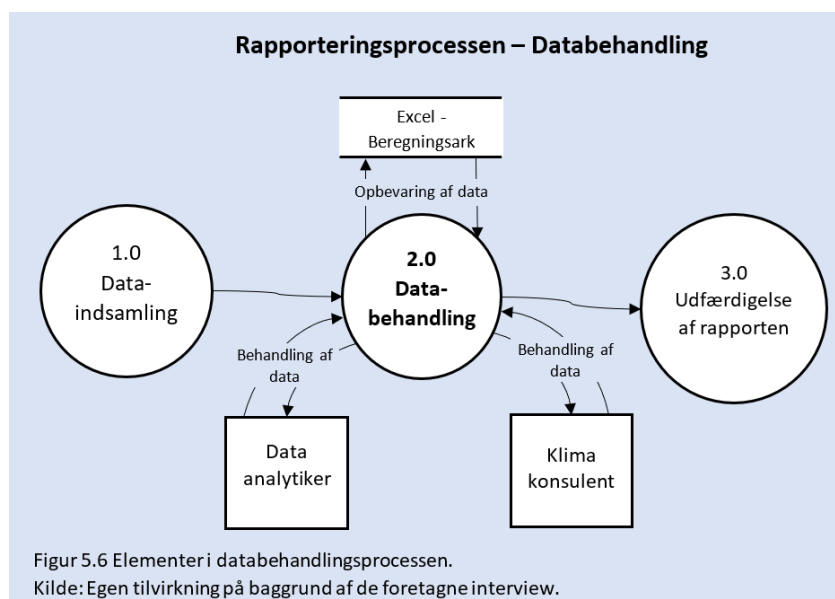 Rapporteringsprocessen – Databehandling
Excel -
Beregningsark
Opbevaring af data
1.0
Data-
indsamling
2.0
Data-
behandling
3.0
Udfærdigelse
af rapporten
Behandling af
data
Behandling af
data
Data
analytiker
Klima
konsulent
Figur 5.6 Elementer i databehandlingsprocessen.
Kilde: Egen tilvirkning på baggrund af de foretagne interview.